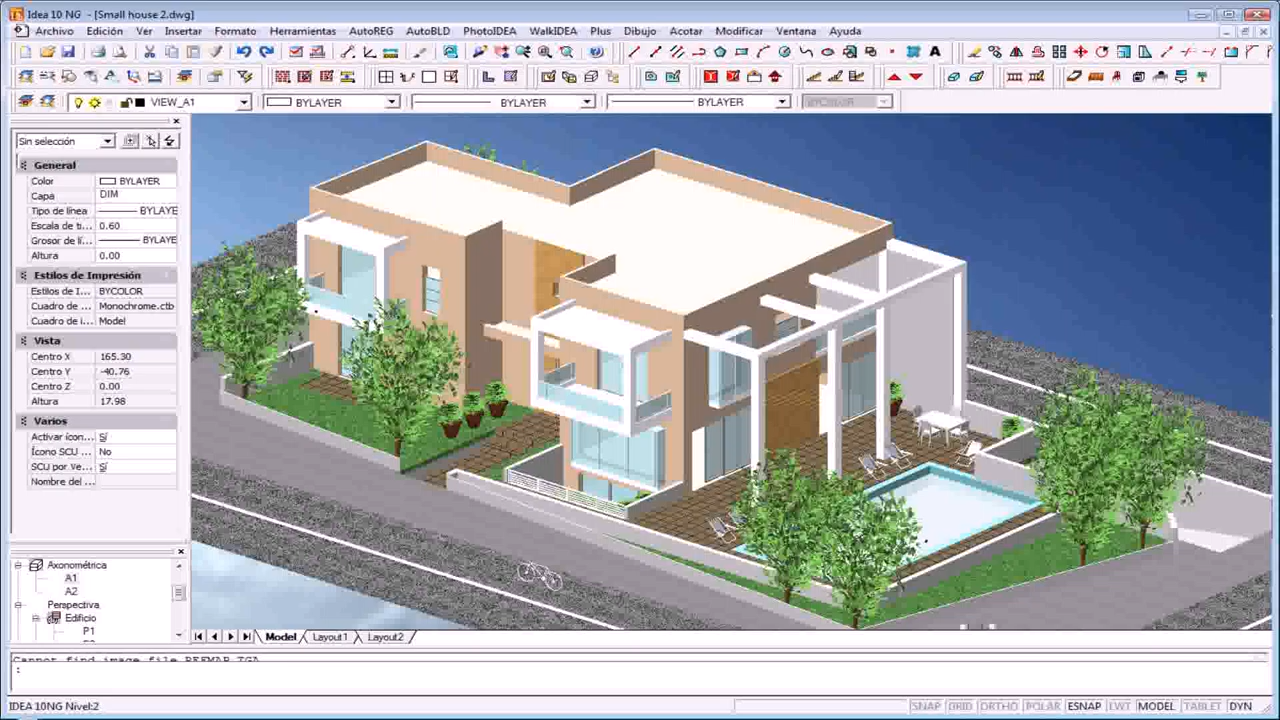 Idea 10 NG - [Small house 2.dwg]
Archivo Edición Ver Insertar Formato Herramientas AutoREG AutoBLD PhotoIDEA WalkIDEA Plus Dibujo Acotar Modificar Ventana Ayuda
VIEW_A1 BYLAYER BYLAYER BYLAYER BYCOLOR
Sin selección
General
Color BYLAYER
Capa DIM
Tipo de línea BYLAYE
Escala de ti... 0.60
Grosor de lí... BYLAYE
Altura 0.00
Estilos de Impresión
Estilos de I... BYCOLOR
Cuadro de ... Monochrome.ctb
Cuadro de i... Model
Vista
Centro X 165.30
Centro Y -40.76
Centro Z 0.00
Altura 17.98
Varios
Activar ícon... Sí
Ícono SCU ... No
SCU por Ve... Sí
Nombre del ...
Axonométrica
A1
A2
Perspectiva
Edificio
P1
Model Layout1 Layout2
Cannot find image file
:
IDEA 10NG Nivel:2
SNAP GRID ORTHO POLAR ESNAP LWT MODEL TABLET DYN